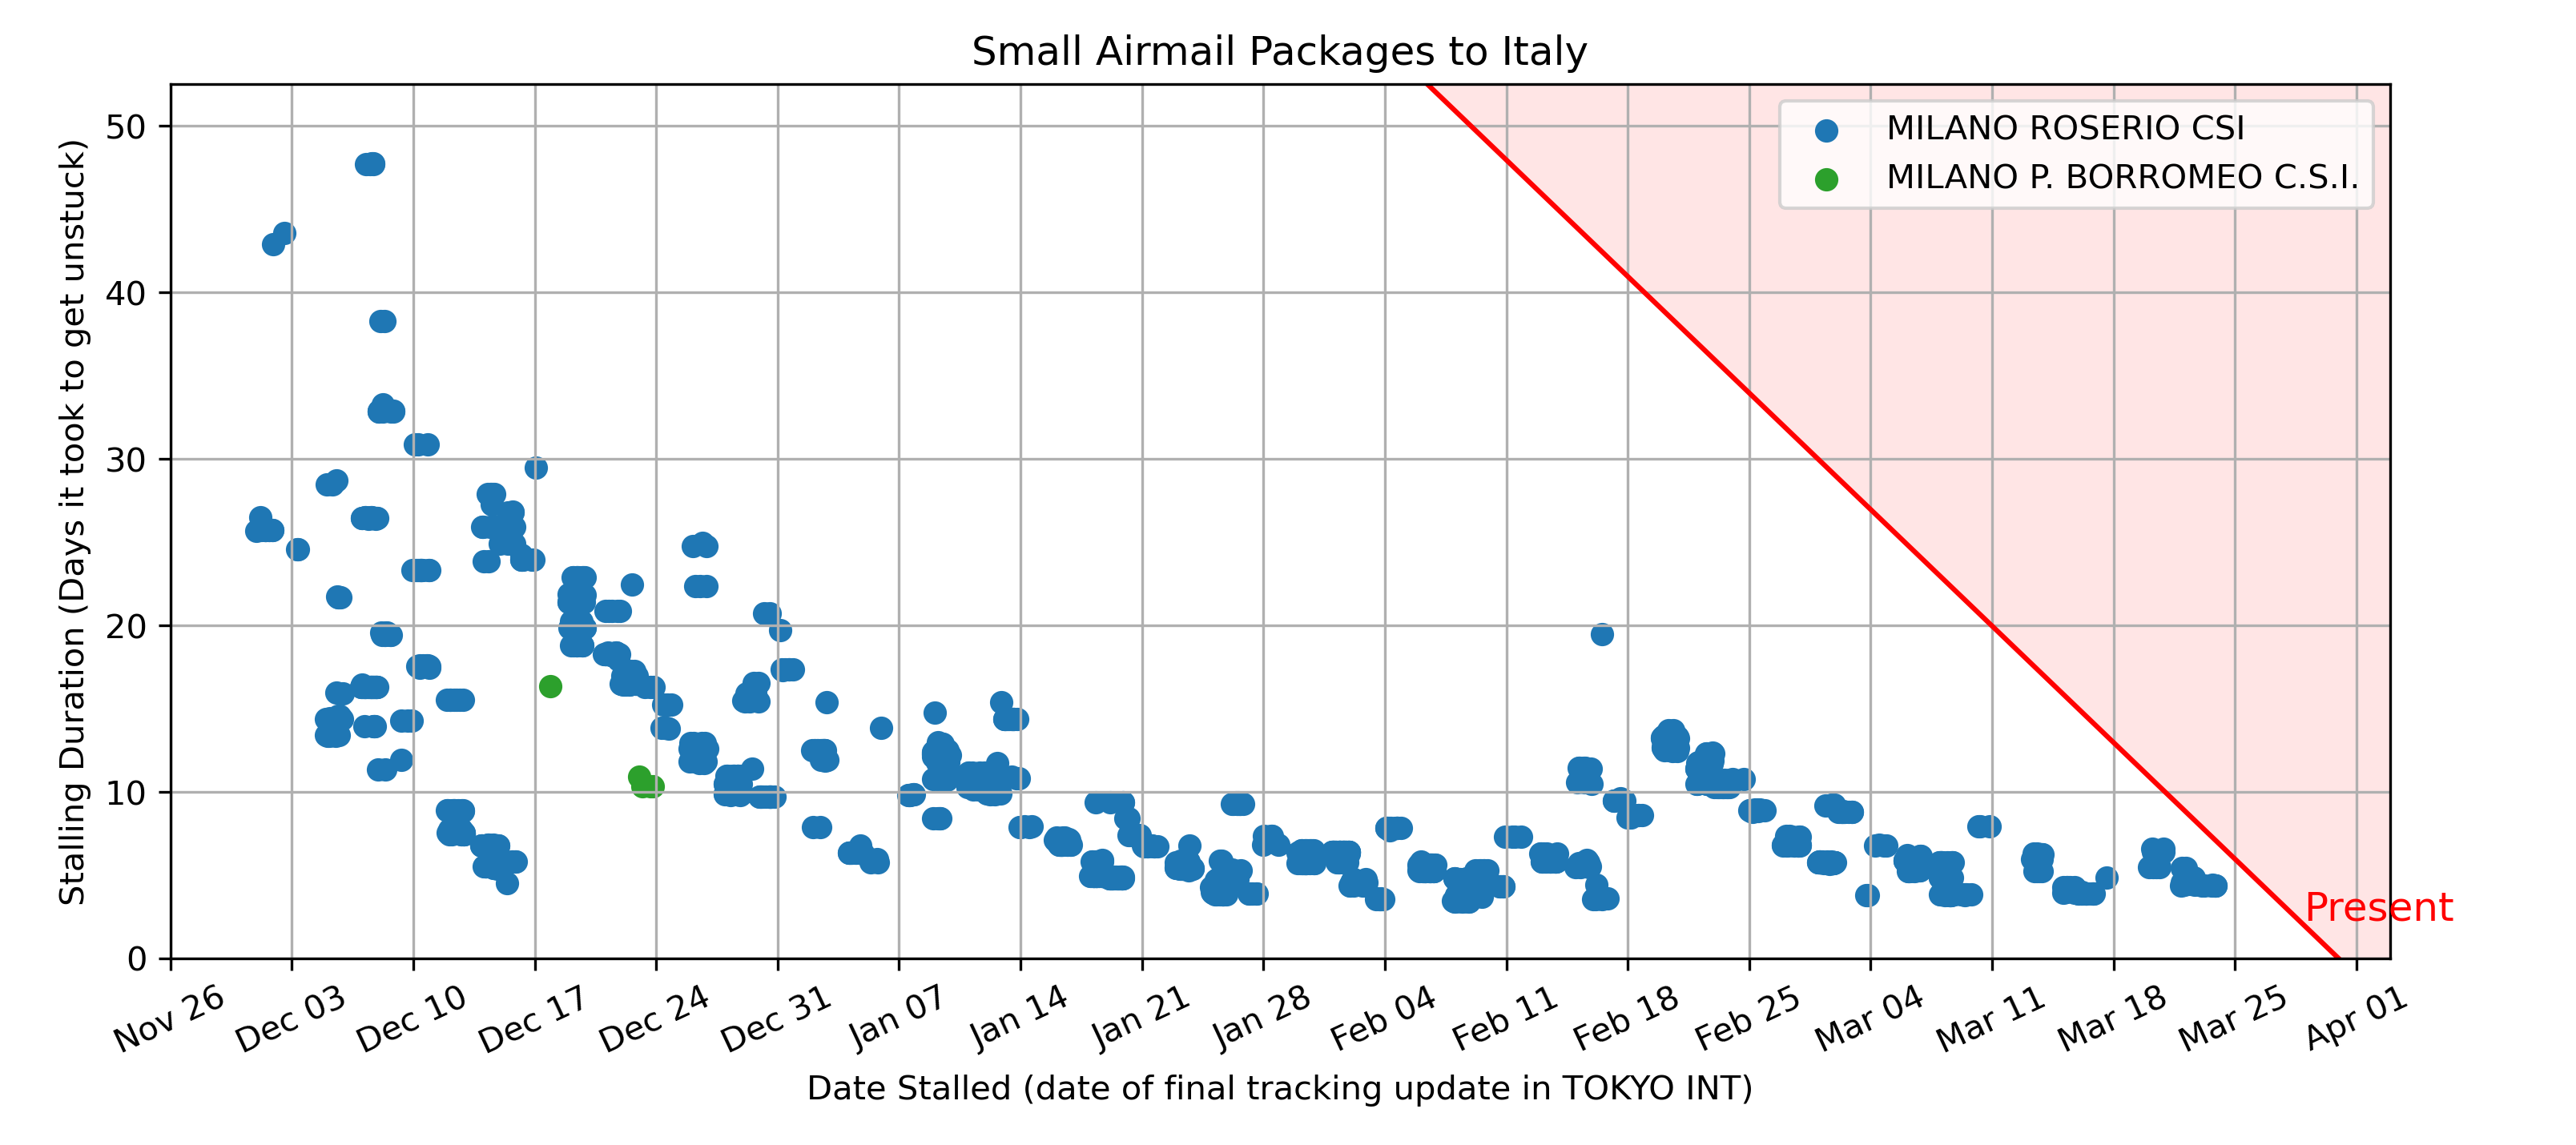 Small Airmail Packages to Italy
MILANO ROSERIO CSI
MILANO P. BORROMEO C.S.I.
Stalling Duration (Days it took to get unstuck)
50
40
30
20
10
0
Present
Nov 26
Dec 03
Dec 10
Dec 17
Dec 24
Dec 31
Jan 07
Jan 14
Jan 21
Jan 28
Feb 04
Feb 11
Feb 18
Feb 25
Mar 04
Mar 11
Mar 18
Mar 25
Apr 01
Date Stalled (date of final tracking update in TOKYO INT)